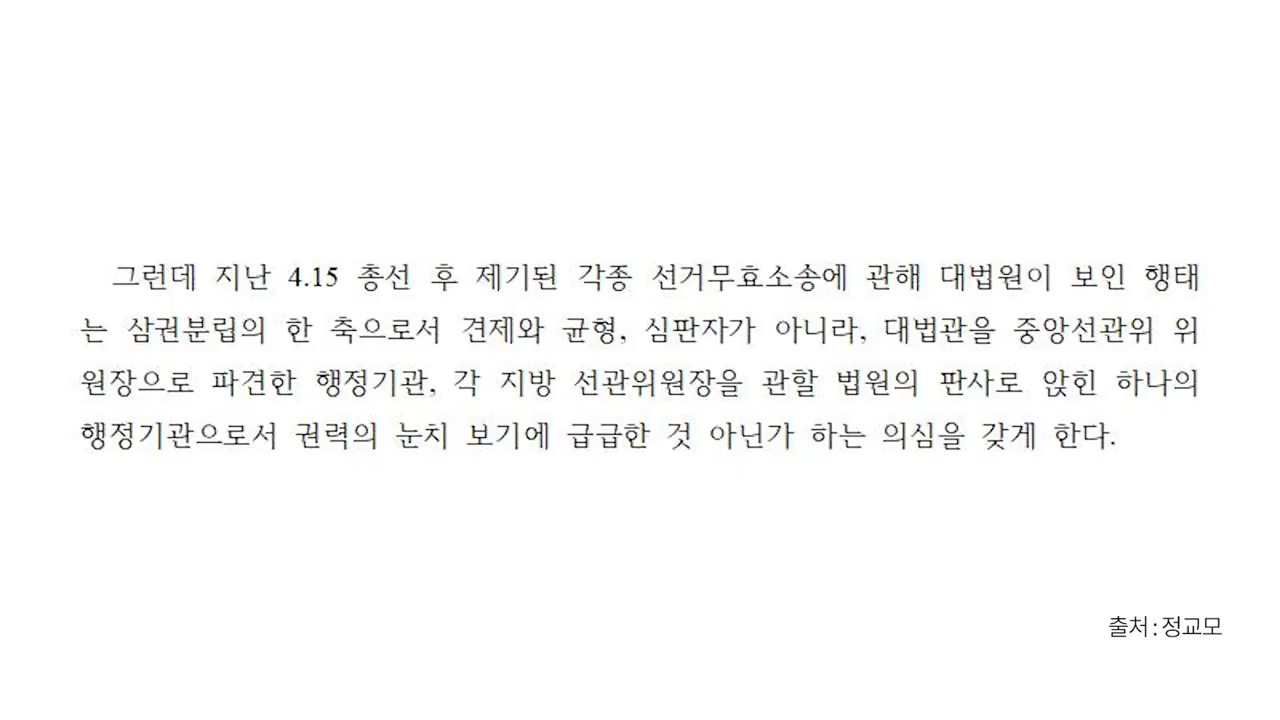 그런데 지난 4.15 총선 후 제기된 각종 선거무효소송에 관해 대법원이 보인 행태
는 삼권분립의 한 축으로서 견제와 균형, 심판자가 아니라, 대법관을 중앙선관위 위
원장으로 파견한 행정기관, 각 지방 선관위원장을 관할 법원의 판사로 앉힌 하나의
행정기관으로서 권력의 눈치 보기에 급급한 것 아닌가 하는 의심을 갖게 한다.
출처 : 정교모